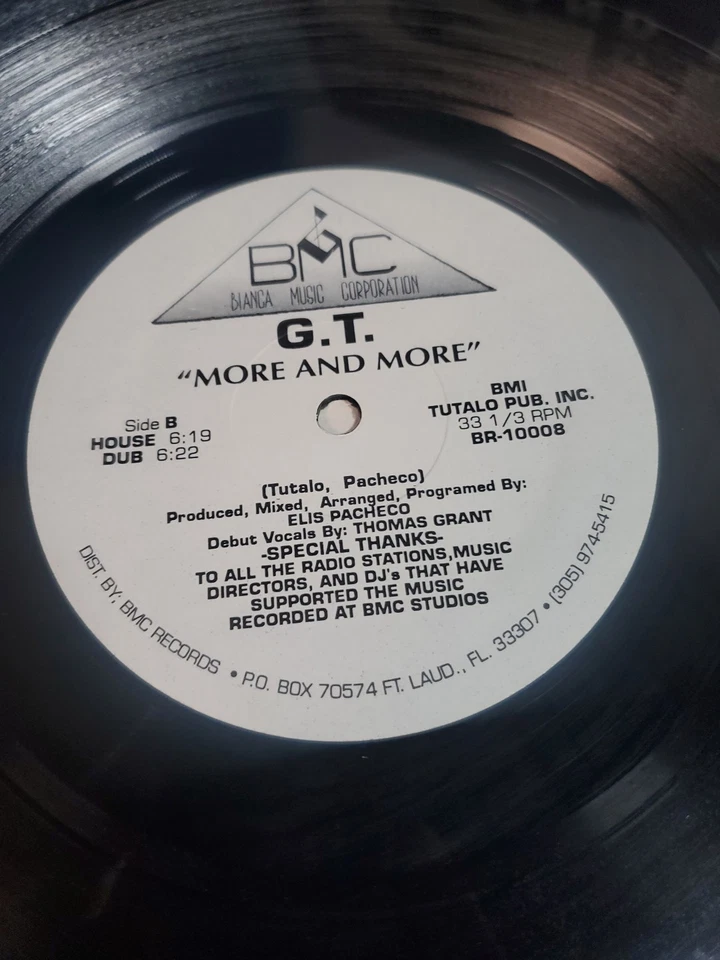 BMC
BIANCA MUSIC CORPORATION
G.T.
"MORE AND MORE"
Side B
HOUSE 6:19
DUB 6:22
BMI
TUTALO PUB. INC.
33 1/3 RPM
BR-10008
(Tutalo, Pacheco)
Produced, Mixed, Arranged, Programed By:
ELIS PACHECO
Debut Vocals By: THOMAS GRANT
-SPECIAL THANKS-
TO ALL THE RADIO STATIONS,MUSIC
DIRECTORS, AND DJ's THAT HAVE
SUPPORTED THE MUSIC
RECORDED AT BMC STUDIOS
DIST. BY; BMC RECORDS • P.O. BOX 70574 FT. LAUD., FL. 33307 • (305) 974-5415